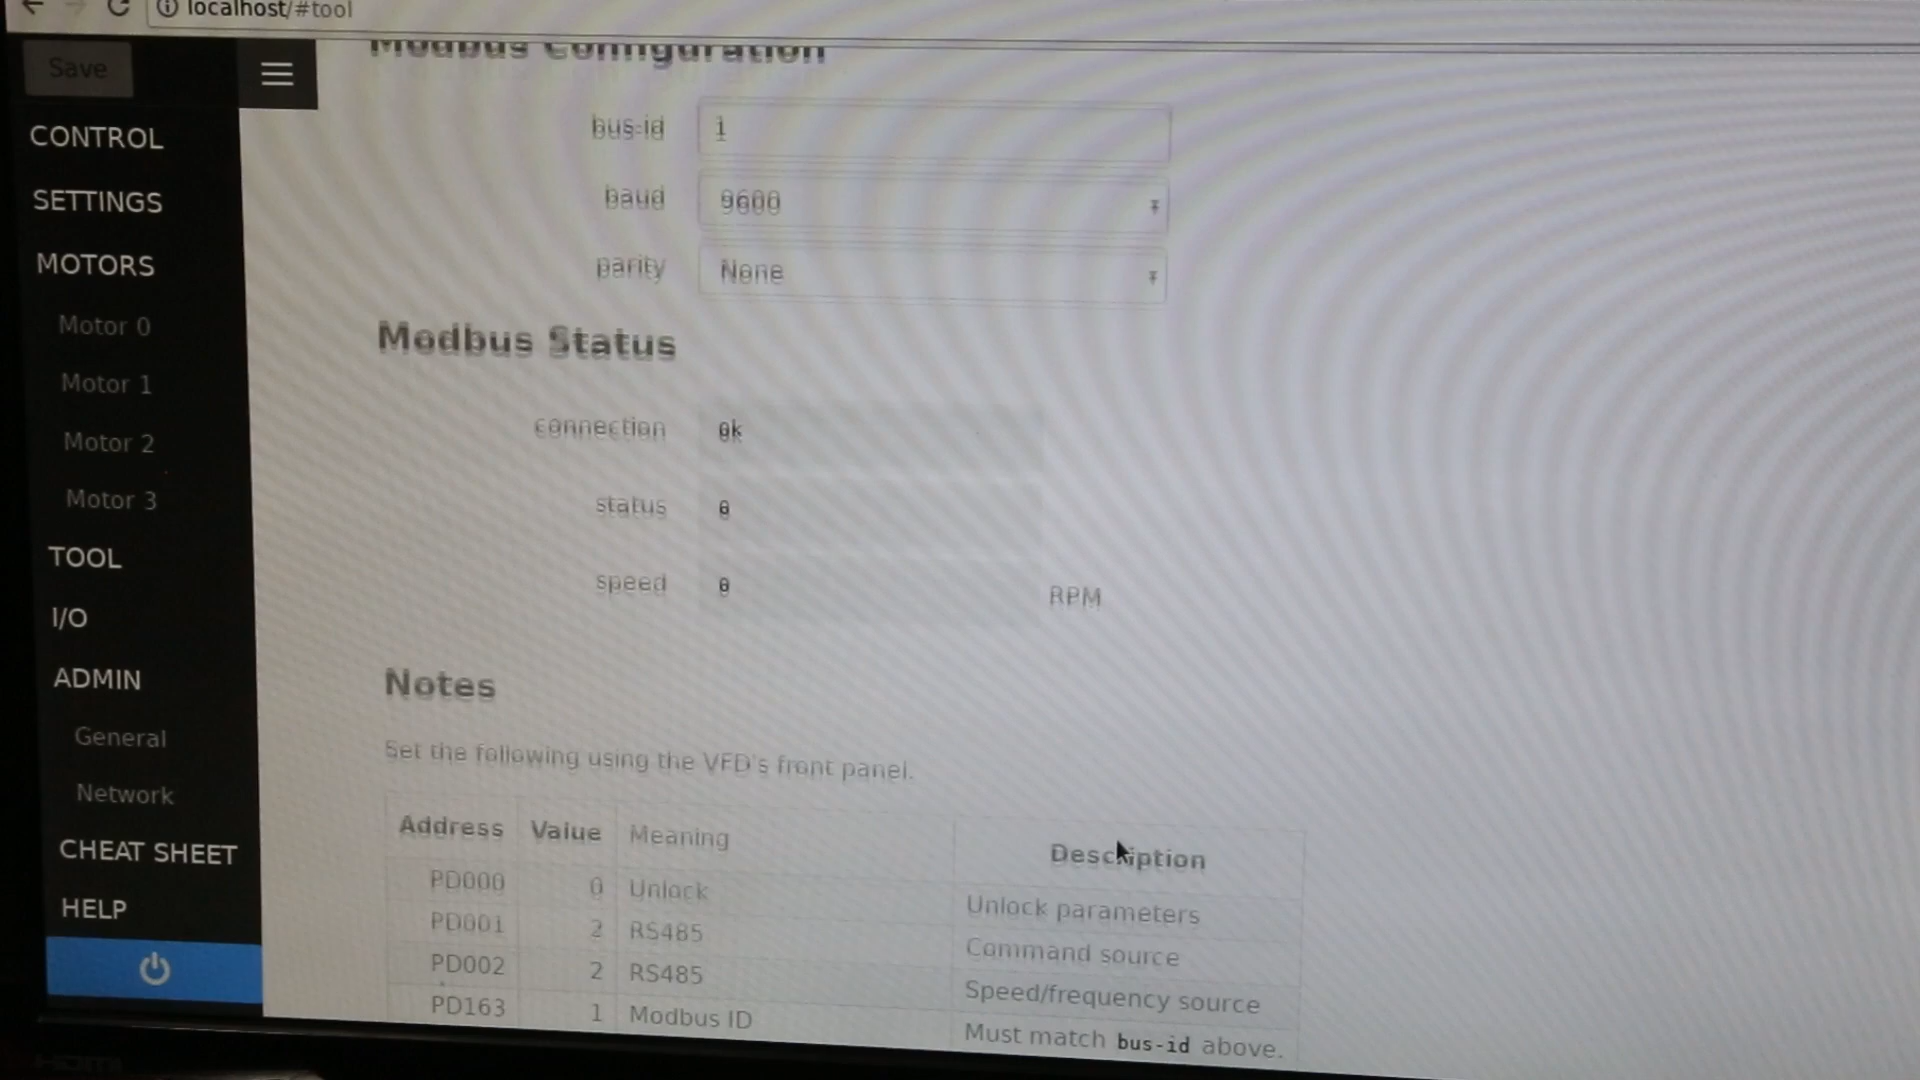 localhost/#tool
Save
Modbus Configuration
CONTROL
SETTINGS
MOTORS
Motor 0
Motor 1
Motor 2
Motor 3
TOOL
I/O
ADMIN
General
Network
CHEAT SHEET
HELP
bus-id 1
baud 9600
parity None
Modbus Status
connection ok
status 0
speed 0 RPM
Notes
Set the following using the VFD's front panel.
Address Value Meaning Description
PD000 0 Unlock Unlock parameters
PD001 2 RS485 Command source
PD002 2 RS485 Speed/frequency source
PD163 1 Modbus ID Must match bus-id above.